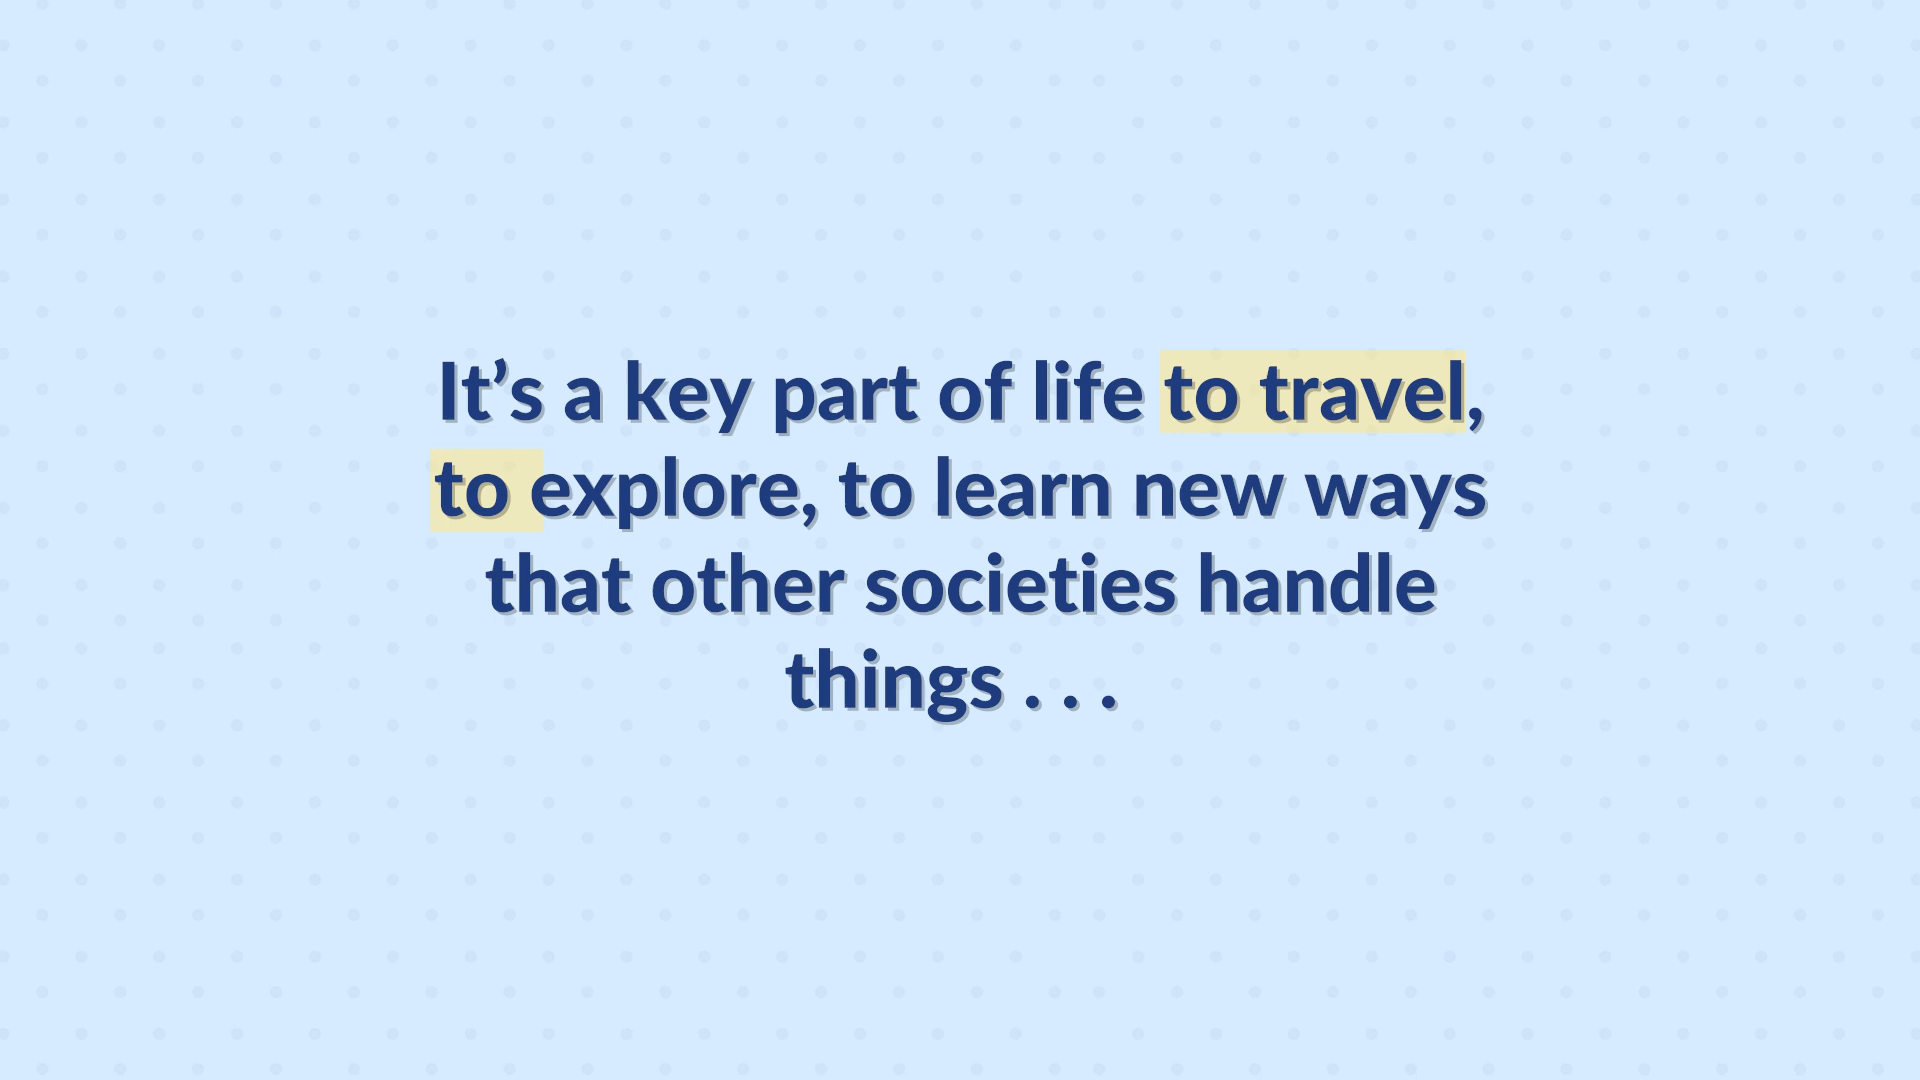 It’s a key part of life to travel,
to explore, to learn new ways
that other societies handle
things . . .